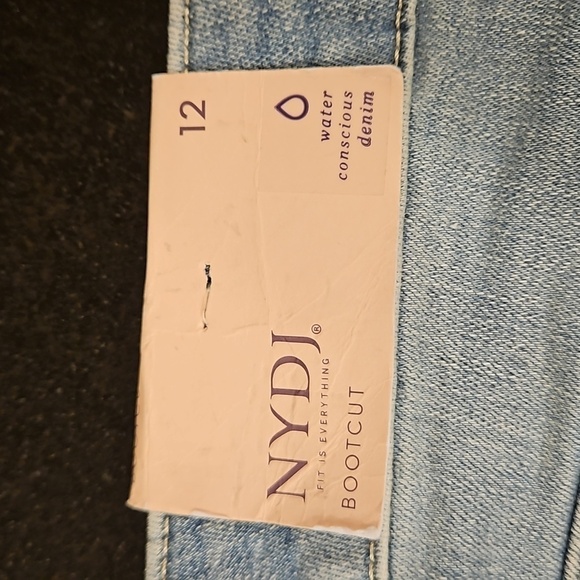 NYDJ®
FIT IS EVERYTHING
BOOTCUT
12
water
conscious
denim